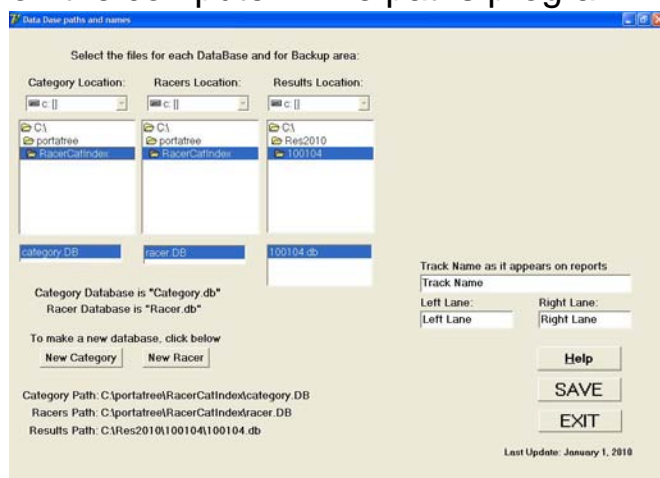 Data Base paths and names
Select the files for each DataBase and for Backup area:
Category Location: Racers Location: Results Location:
c: [] c: [] c: []
C:\ C:\ C:\
portatree portatree Res2010
RacerCatIndex RacerCatIndex 100104
category.DB racer.DB 100104.db
Track Name as it appears on reports
Track Name
Category Database is "Category.db"
Racer Database is "Racer.db"
Left Lane: Right Lane:
Left Lane Right Lane
To make a new database, click below
New Category New Racer
Help
SAVE
EXIT
Category Path: C:\portatree\RacerCatIndex\category.DB
Racers Path: C:\portatree\RacerCatIndex\racer.DB
Results Path: C:\Res2010\100104\100104.db
Last Update: January 1, 2010